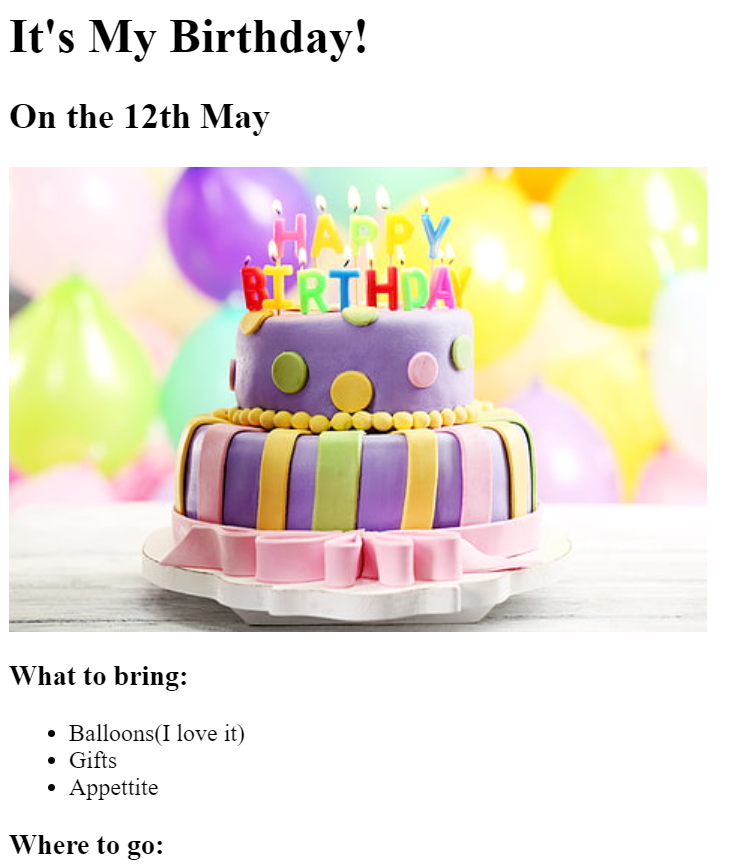 It's My Birthday!
On the 12th May
HAPPY
BIRTHDAY
What to bring:
Balloons(I love it)
Gifts
Appettite
Where to go: